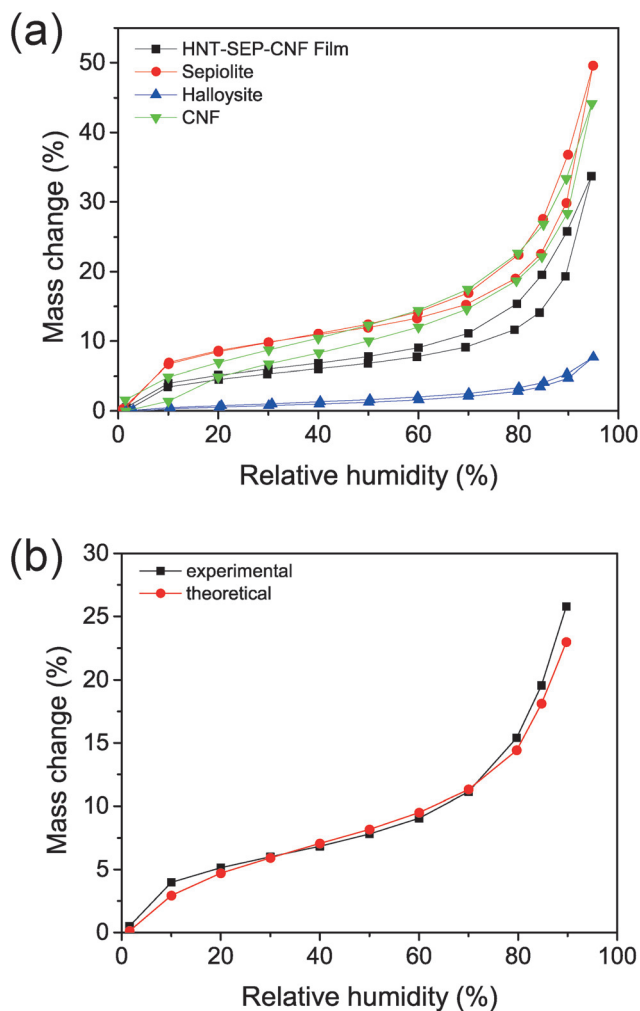 (a)
HNT-SEP-CNF Film
Sepiolite
Halloysite
CNF
50
40
30
20
10
0
Mass change (%)
0 20 40 60 80 100
Relative humidity (%)
(b)
experimental
theoretical
30
25
20
15
10
5
0
Mass change (%)
0 20 40 60 80 100
Relative humidity (%)